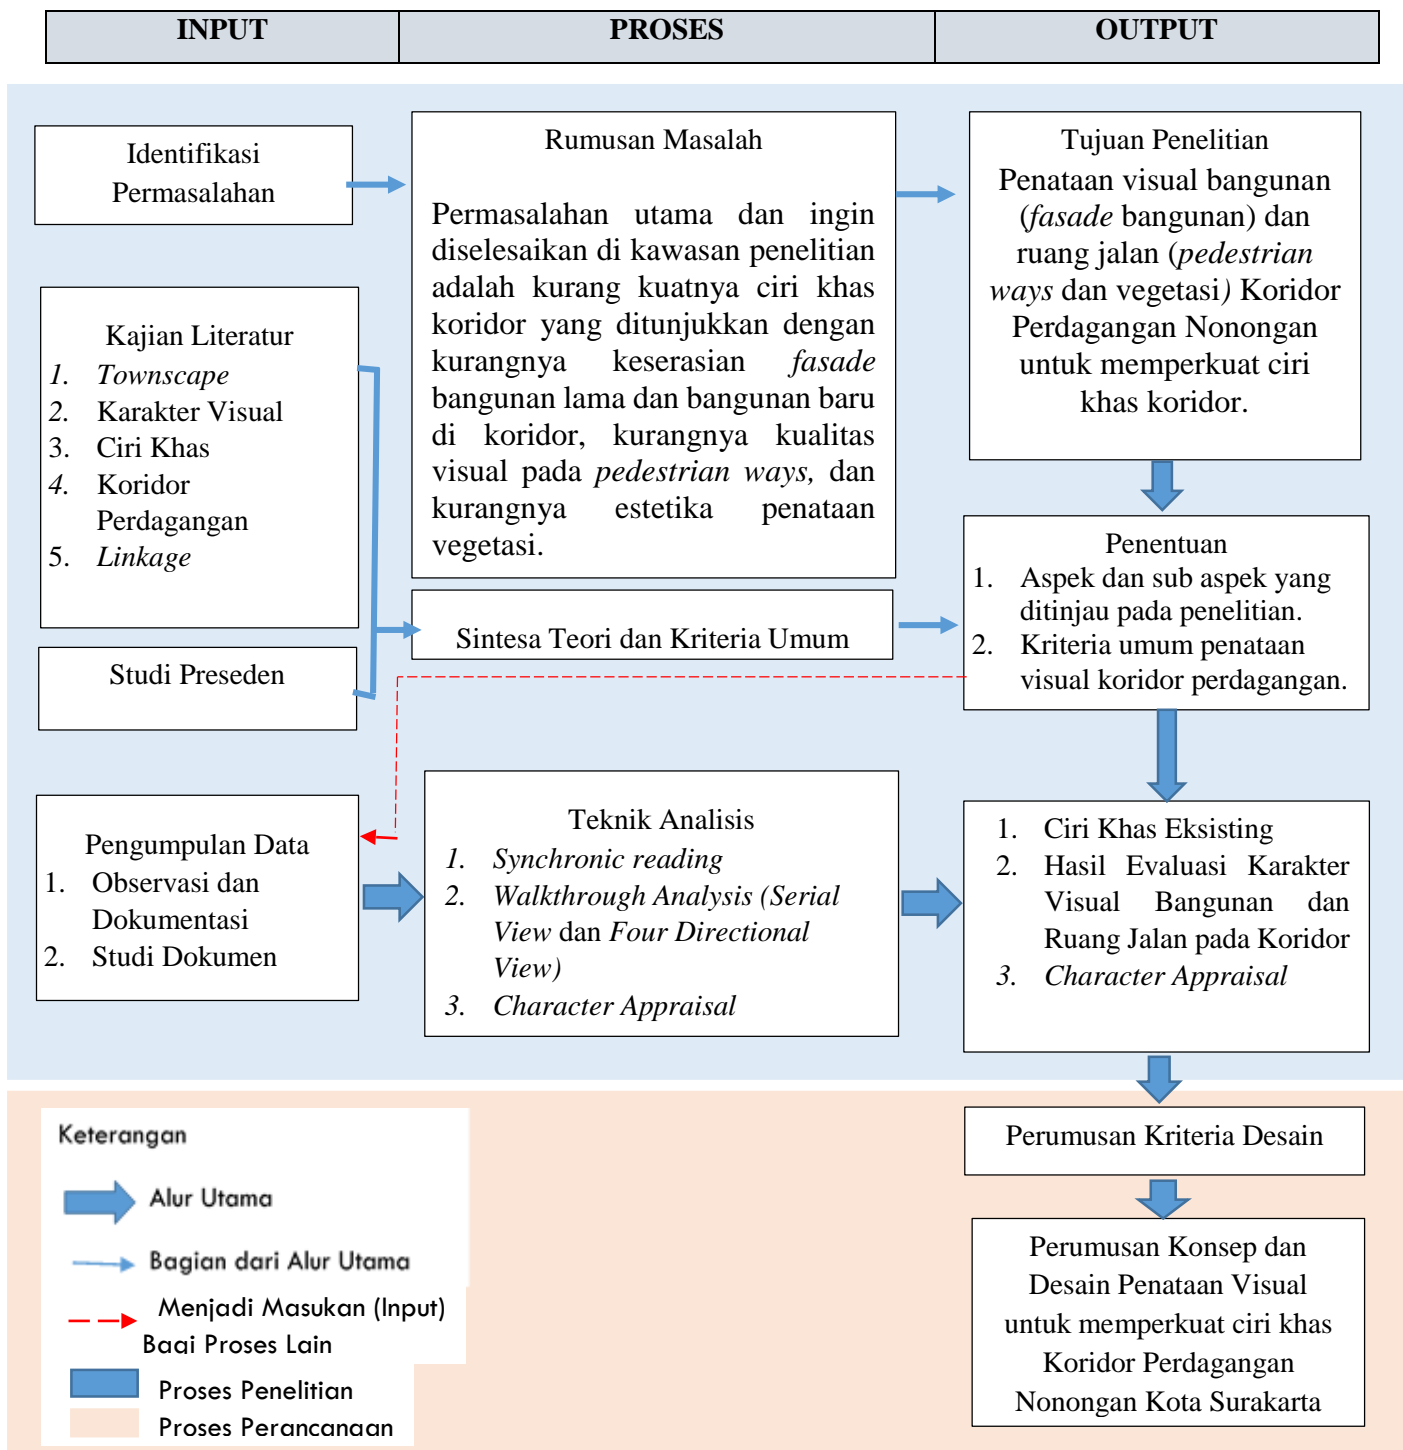 INPUT
PROSES
OUTPUT
Identifikasi
Permasalahan
Rumusan Masalah
Permasalahan utama dan ingin
diselesaikan di kawasan penelitian
adalah kurang kuatnya ciri khas
koridor yang ditunjukkan dengan
kurangnya keserasian fasade
bangunan lama dan bangunan baru
di koridor, kurangnya kualitas
visual pada pedestrian ways, dan
kurangnya estetika penataan
vegetasi.
Tujuan Penelitian
Penataan visual bangunan
(fasade bangunan) dan
ruang jalan (pedestrian
ways dan vegetasi) Koridor
Perdagangan Nonongan
untuk memperkuat ciri
khas koridor.
Kajian Literatur
1. Townscape
2. Karakter Visual
3. Ciri Khas
4. Koridor
Perdagangan
5. Linkage
Studi Preseden
Sintesa Teori dan Kriteria Umum
Penentuan
1. Aspek dan sub aspek yang
ditinjau pada penelitian.
2. Kriteria umum penataan
visual koridor perdagangan.
Pengumpulan Data
1. Observasi dan
Dokumentasi
2. Studi Dokumen
Teknik Analisis
1. Synchronic reading
2. Walkthrough Analysis (Serial
View dan Four Directional
View)
3. Character Appraisal
1. Ciri Khas Eksisting
2. Hasil Evaluasi Karakter
Visual Bangunan dan
Ruang Jalan pada Koridor
3. Character Appraisal
Perumusan Kriteria Desain
Perumusan Konsep dan
Desain Penataan Visual
untuk memperkuat ciri khas
Koridor Perdagangan
Nonongan Kota Surakarta
Keterangan
Alur Utama
Bagian dari Alur Utama
Menjadi Masukan (Input)
Bagi Proses Lain
Proses Penelitian
Proses Perancanaan